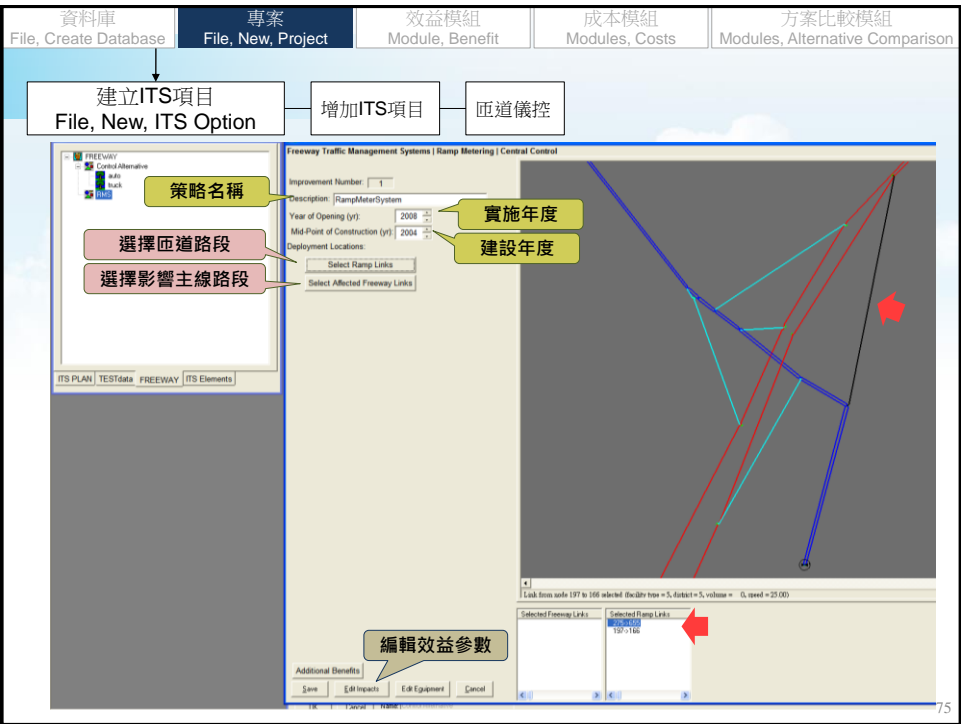 資料庫
File, Create Database
專案
File, New, Project
效益模組
Module, Benefit
成本模組
Modules, Costs
方案比較模組
Modules, Alternative Comparison
建立ITS項目
File, New, ITS Option
增加ITS項目
匝道儀控
FREEWAY
Control Alternative
auto
truck
RMS
ITS PLAN TESTdata FREEWAY ITS Elements
策略名稱
選擇匝道路段
選擇影響主線路段
Freeway Traffic Management Systems | Ramp Metering | Central Control
Improvement Number: 1
Description: RampMeterSystem
Year of Opening (yr): 2008
實施年度
Mid-Point of Construction (yr): 2004
建設年度
Deployment Locations:
Select Ramp Links
Select Affected Freeway Links
Link from node 197 to 166 selected (facility type = 5, district = 5, volume = 0, speed = 25.00)
Selected Freeway Links
Selected Ramp Links
197->166
編輯效益參數
Additional Benefits
Save Edit Impacts Edit Equipment Cancel
OK Cancel Name
75